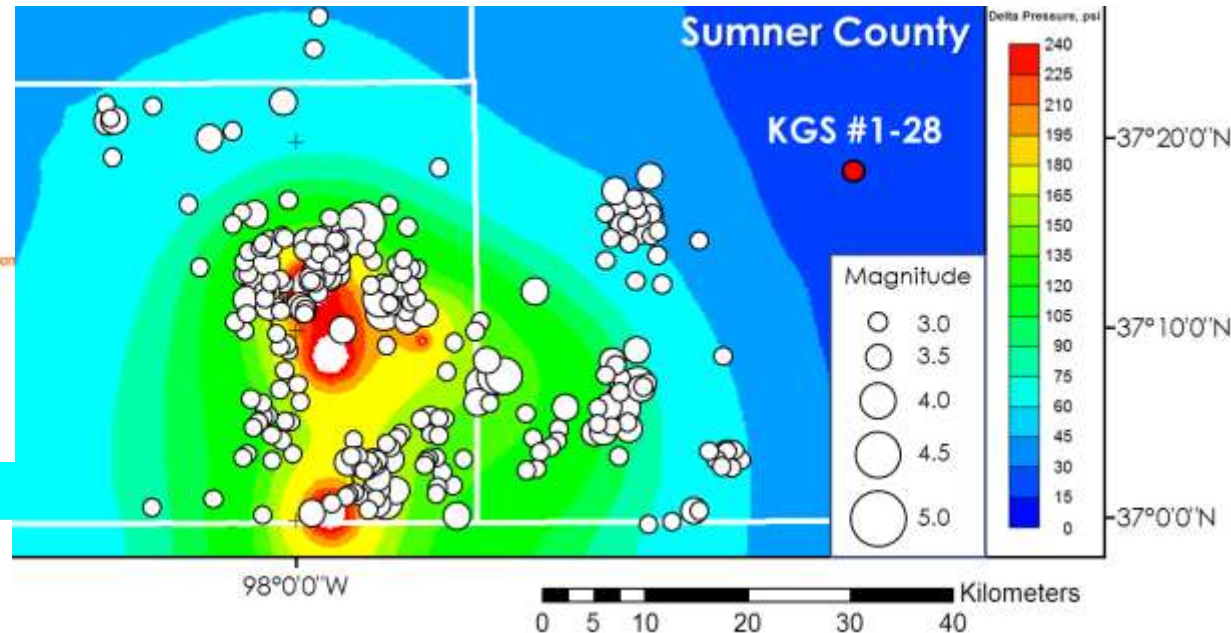 Sumner County
KGS #1-28
Delta Pressure, psi
240
225
210
195
180
165
150
135
120
105
90
75
60
45
30
15
0
37°20'0"N
37°10'0"N
37°0'0"N
on
Magnitude
3.0
3.5
4.0
4.5
5.0
98°0'0"W
Kilometers
0 5 10 20 30 40